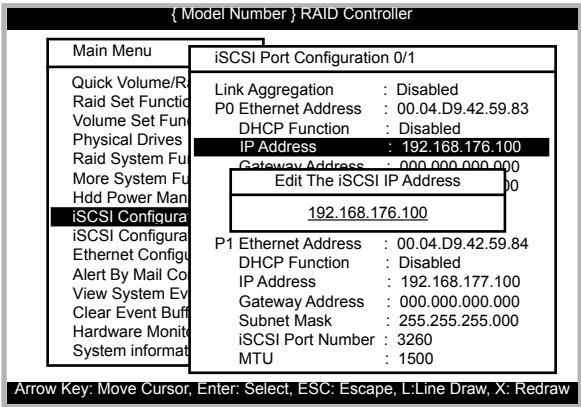 { Model Number } RAID Controller
Main Menu
Quick Volume/Ra
Raid Set Functio
Volume Set Fun
Physical Drives
Raid System Fu
More System Fu
Hdd Power Man
iSCSI Configura
iSCSI Configura
Ethernet Configu
Alert By Mail Co
View System Ev
Clear Event Buff
Hardware Monito
System informat
iSCSI Port Configuration 0/1
Link Aggregation : Disabled
P0 Ethernet Address : 00.04.D9.42.59.83
DHCP Function : Disabled
IP Address : 192.168.176.100
Gateway Address : 000.000.000.000
Edit The iSCSI IP Address
192.168.176.100
P1 Ethernet Address : 00.04.D9.42.59.84
DHCP Function : Disabled
IP Address : 192.168.177.100
Gateway Address : 000.000.000.000
Subnet Mask : 255.255.255.000
iSCSI Port Number : 3260
MTU : 1500
Arrow Key: Move Cursor, Enter: Select, ESC: Escape, L:Line Draw, X: Redraw